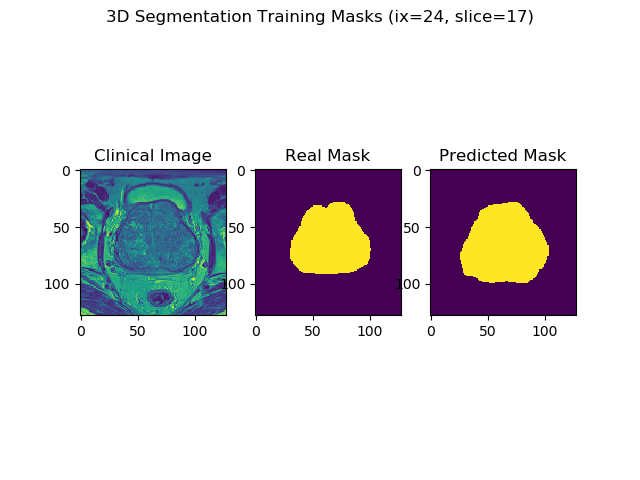 3D Segmentation Training Masks (ix=24, slice=17)
Clinical Image Real Mask Predicted Mask
0 0 0
50 50 50
100 100 100
0 50 100 0 50 100 0 50 100